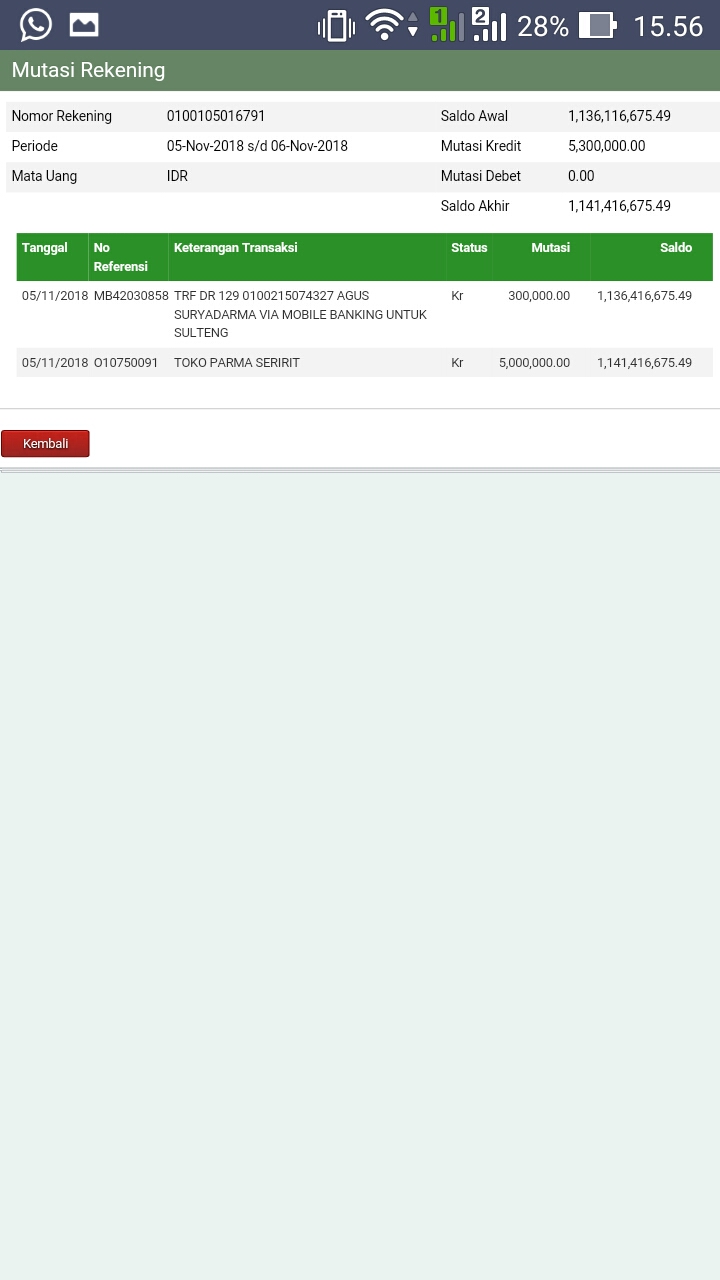 1 2 28% 15.56
Mutasi Rekening
Nomor Rekening 0100105016791 Saldo Awal 1,136,116,675.49
Periode 05-Nov-2018 s/d 06-Nov-2018 Mutasi Kredit 5,300,000.00
Mata Uang IDR Mutasi Debet 0.00
Saldo Akhir 1,141,416,675.49
Tanggal No Keterangan Transaksi Status Mutasi Saldo
Referensi
05/11/2018 MB42030858 TRF DR 129 0100215074327 AGUS Kr 300,000.00 1,136,416,675.49
SURYADARMA VIA MOBILE BANKING UNTUK
SULTENG
05/11/2018 O10750091 TOKO PARMA SERIRIT Kr 5,000,000.00 1,141,416,675.49
Kembali